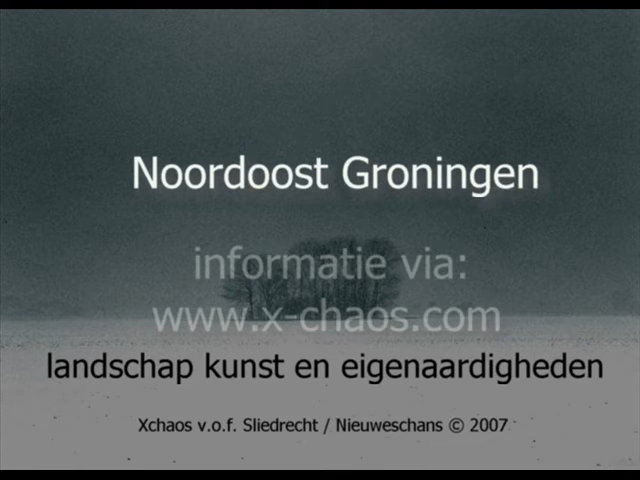 Noordoost Groningen
informatie via:
www.x-chaos.com
landschap kunst en eigenaardigheden
Xchaos v.o.f. Sliedrecht / Nieuweschans © 2007